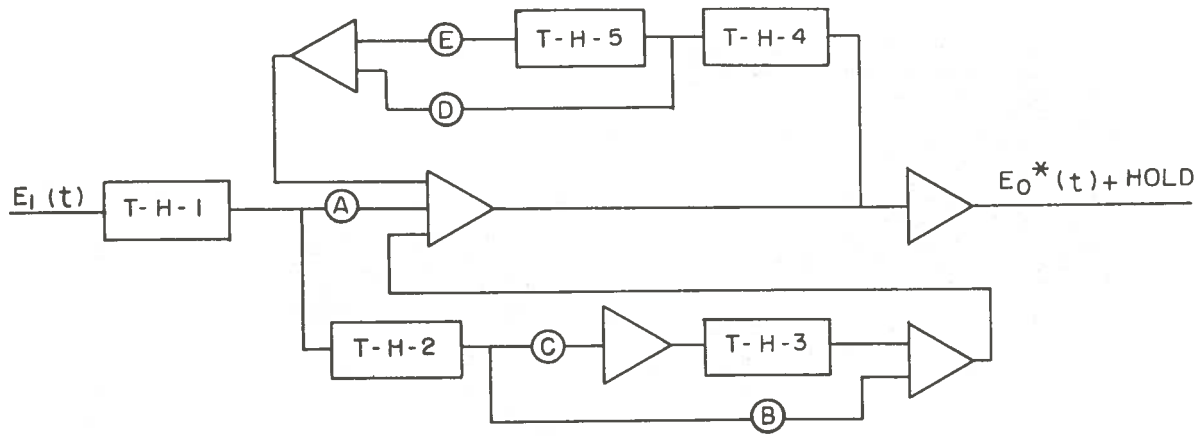 E
T-H-5
T-H-4
D
E₁(t)
T-H-1
A
E₀*(t)+ HOLD
T-H-2
C
T-H-3
B